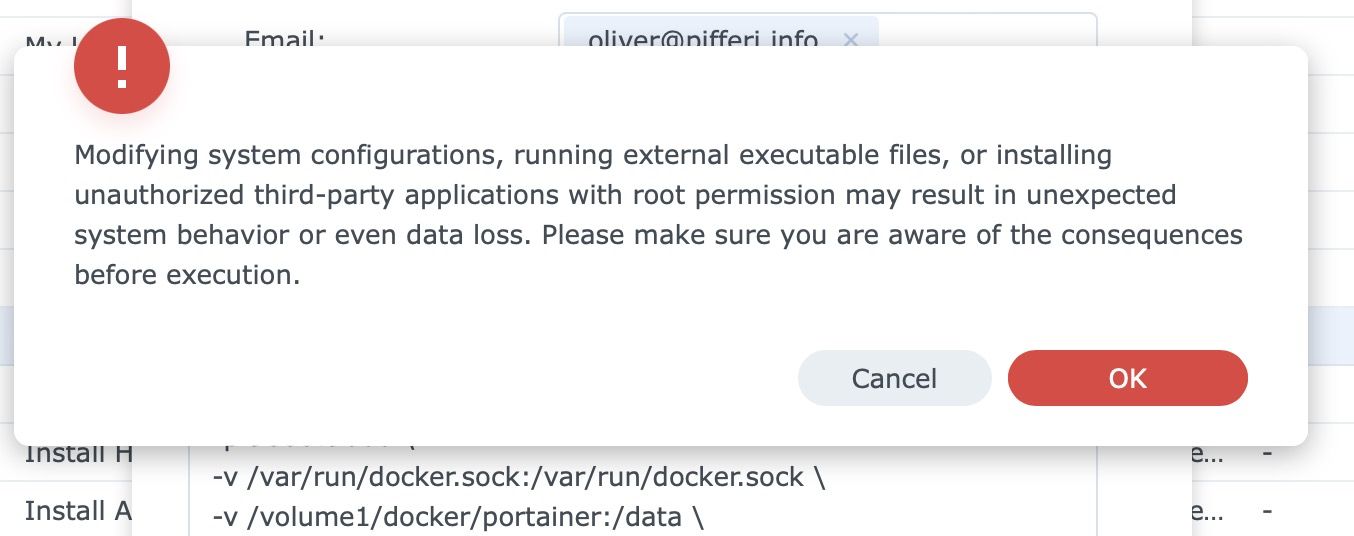 Email:
oliver@pifferi.info ×
!
Modifying system configurations, running external executable files, or installing
unauthorized third-party applications with root permission may result in unexpected
system behavior or even data loss. Please make sure you are aware of the consequences
before execution.
Cancel
OK
Install H
-v /var/run/docker.sock:/var/run/docker.sock \
e... -
Install A
-v /volume1/docker/portainer:/data \
e... -